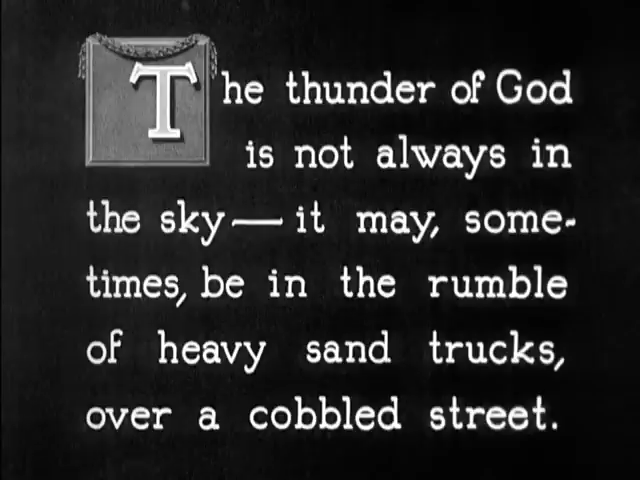 The thunder of God
is not always in
the sky — it may, some-
times, be in the rumble
of heavy sand trucks,
over a cobbled street.